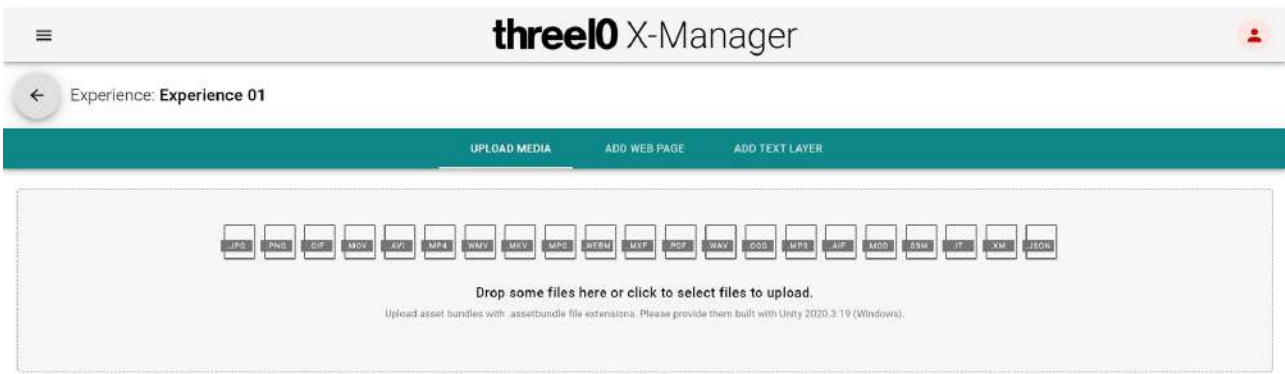 threel0 X-Manager
Experience: Experience 01
UPLOAD MEDIA ADD WEB PAGE ADD TEXT LAYER
.JPG .PNG .GIF .MOV .AVI .MP4 .WMV .MKV .MPG .WEBM .MXF .PDF .WAV .OGG .MP3 .AIF .MOD .S3M .IT .XM .JSON
Drop some files here or click to select files to upload.
Upload asset bundles with .assetbundle file extensions. Please provide them built with Unity 2020.3.19 (Windows).